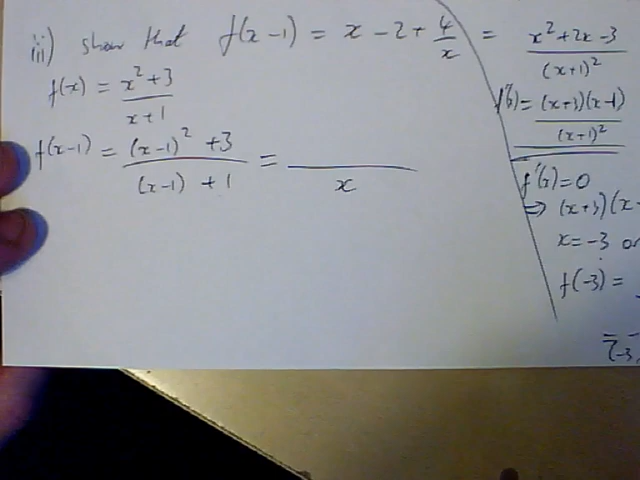 iii) show that f(x-1) = x - 2 + 4/x
f(x) = x² + 3 / x + 1
f(x-1) = (x-1)² + 3 / (x-1) + 1 = / x
= x² + 2x - 3 / (x+1)²
f'(x) = (x+3)(x-1) / (x+1)²
f'(x) = 0
⇒ (x+3)(x-
x = -3 or
f(-3) =
(-3,